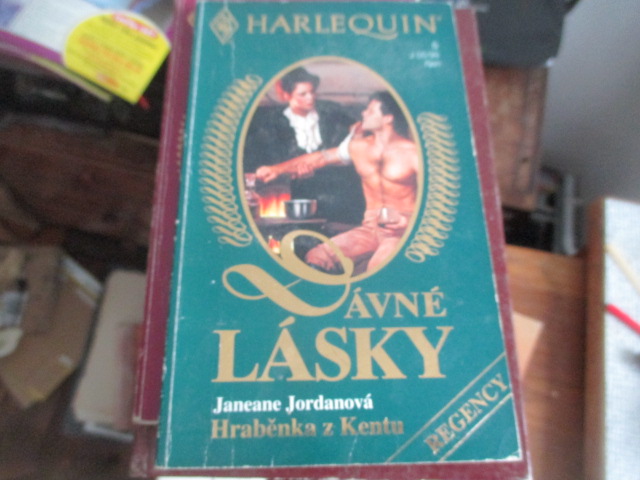 HARLEQUIN®
DÁVNÉ
LÁSKY
Janeane Jordanová
Hraběnka z Kentu
REGENCY